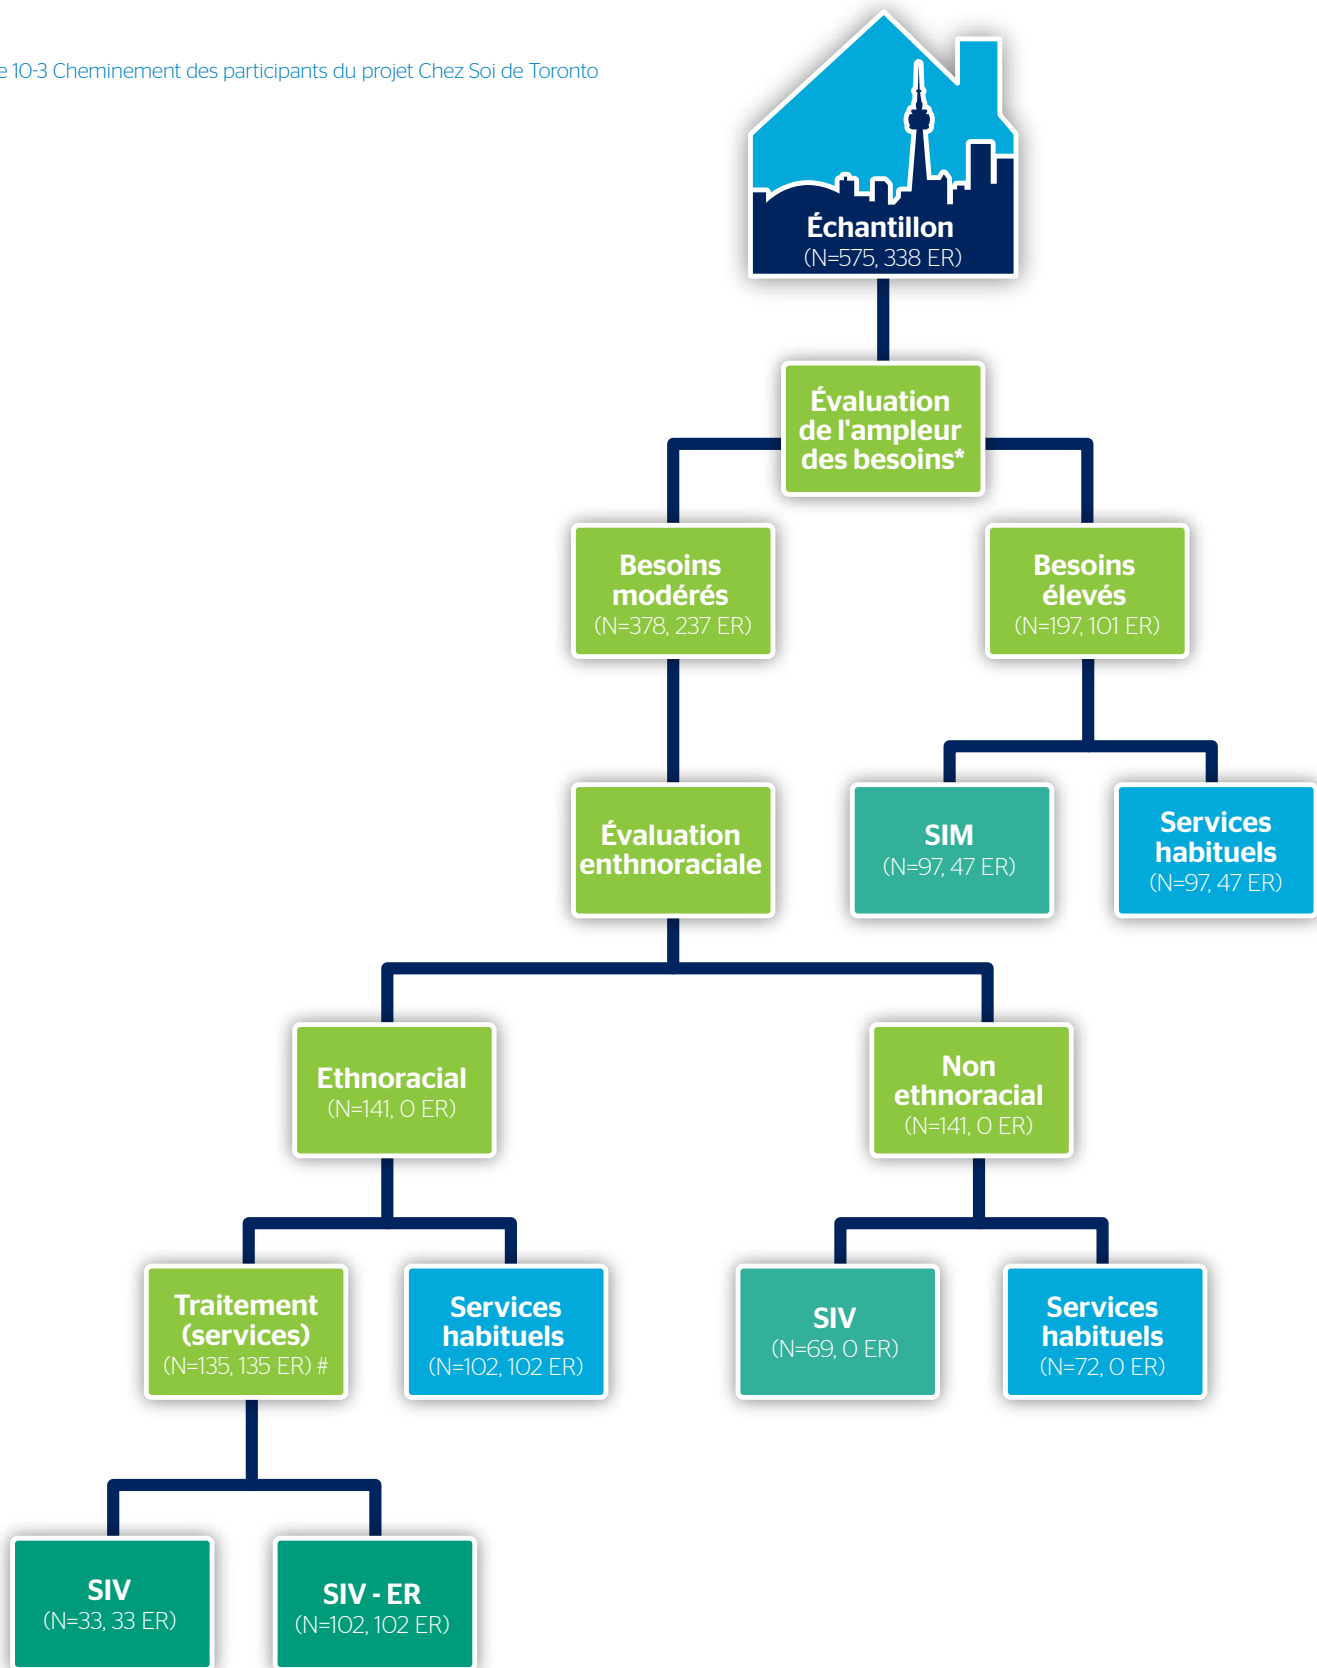 e 10-3 Cheminement des participants du projet Chez Soi de Toronto
Échantillon
(N=575, 338 ER)
Évaluation
de l'ampleur
des besoins*
Besoins
modérés
(N=378, 237 ER)
Besoins
élevés
(N=197, 101 ER)
Évaluation
enthnoraciale
SIM
(N=97, 47 ER)
Services
habituels
(N=97, 47 ER)
Ethnoracial
(N=141, 0 ER)
Non
ethnoracial
(N=141, 0 ER)
Traitement
(services)
(N=135, 135 ER) #
Services
habituels
(N=102, 102 ER)
SIV
(N=69, 0 ER)
Services
habituels
(N=72, 0 ER)
SIV
(N=33, 33 ER)
SIV - ER
(N=102, 102 ER)